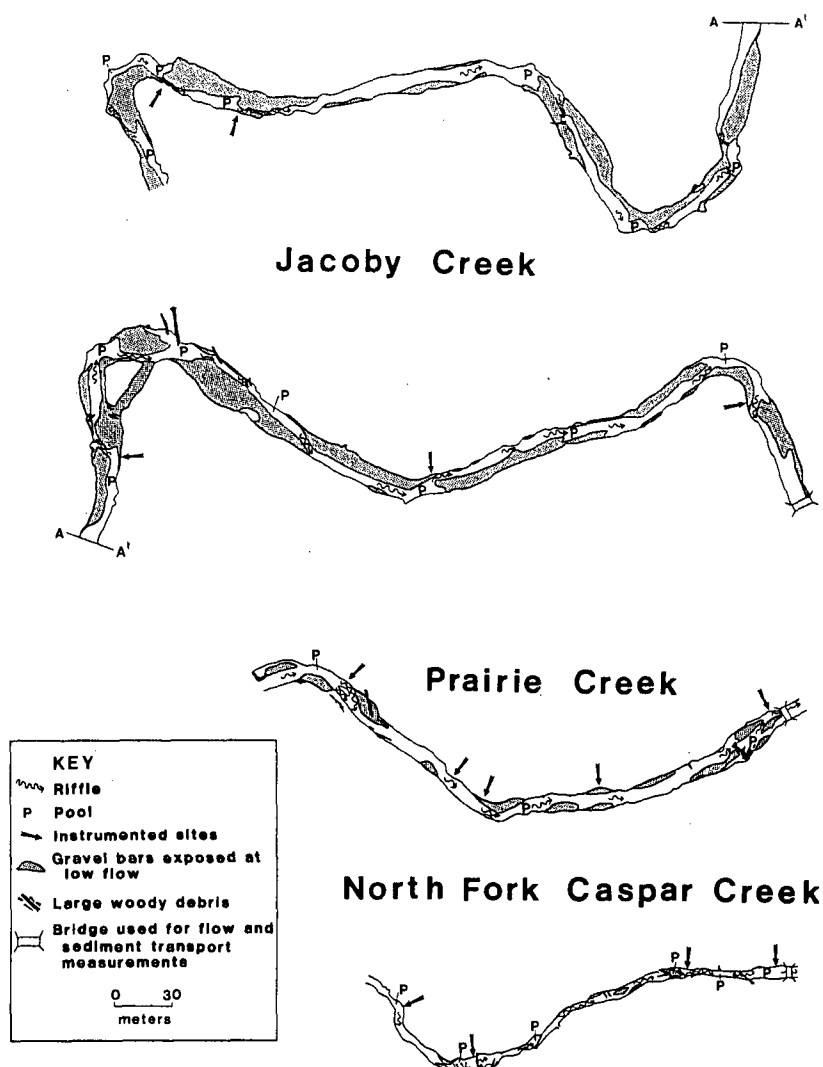 A A'
P
P
P
P
P
P
P
Jacoby Creek
P
P
P
P
P
P
P
A A'
P
Prairie Creek
P
P
KEY
Riffle
P Pool
Instrumented sites
Gravel bars exposed at
low flow
Large woody debris
Bridge used for flow and
sediment transport
measurements
0 30
meters
North Fork Caspar Creek
P
P
P
P
P
P